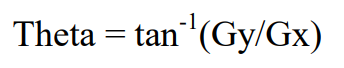 Theta = tan⁻¹(Gy/Gx)